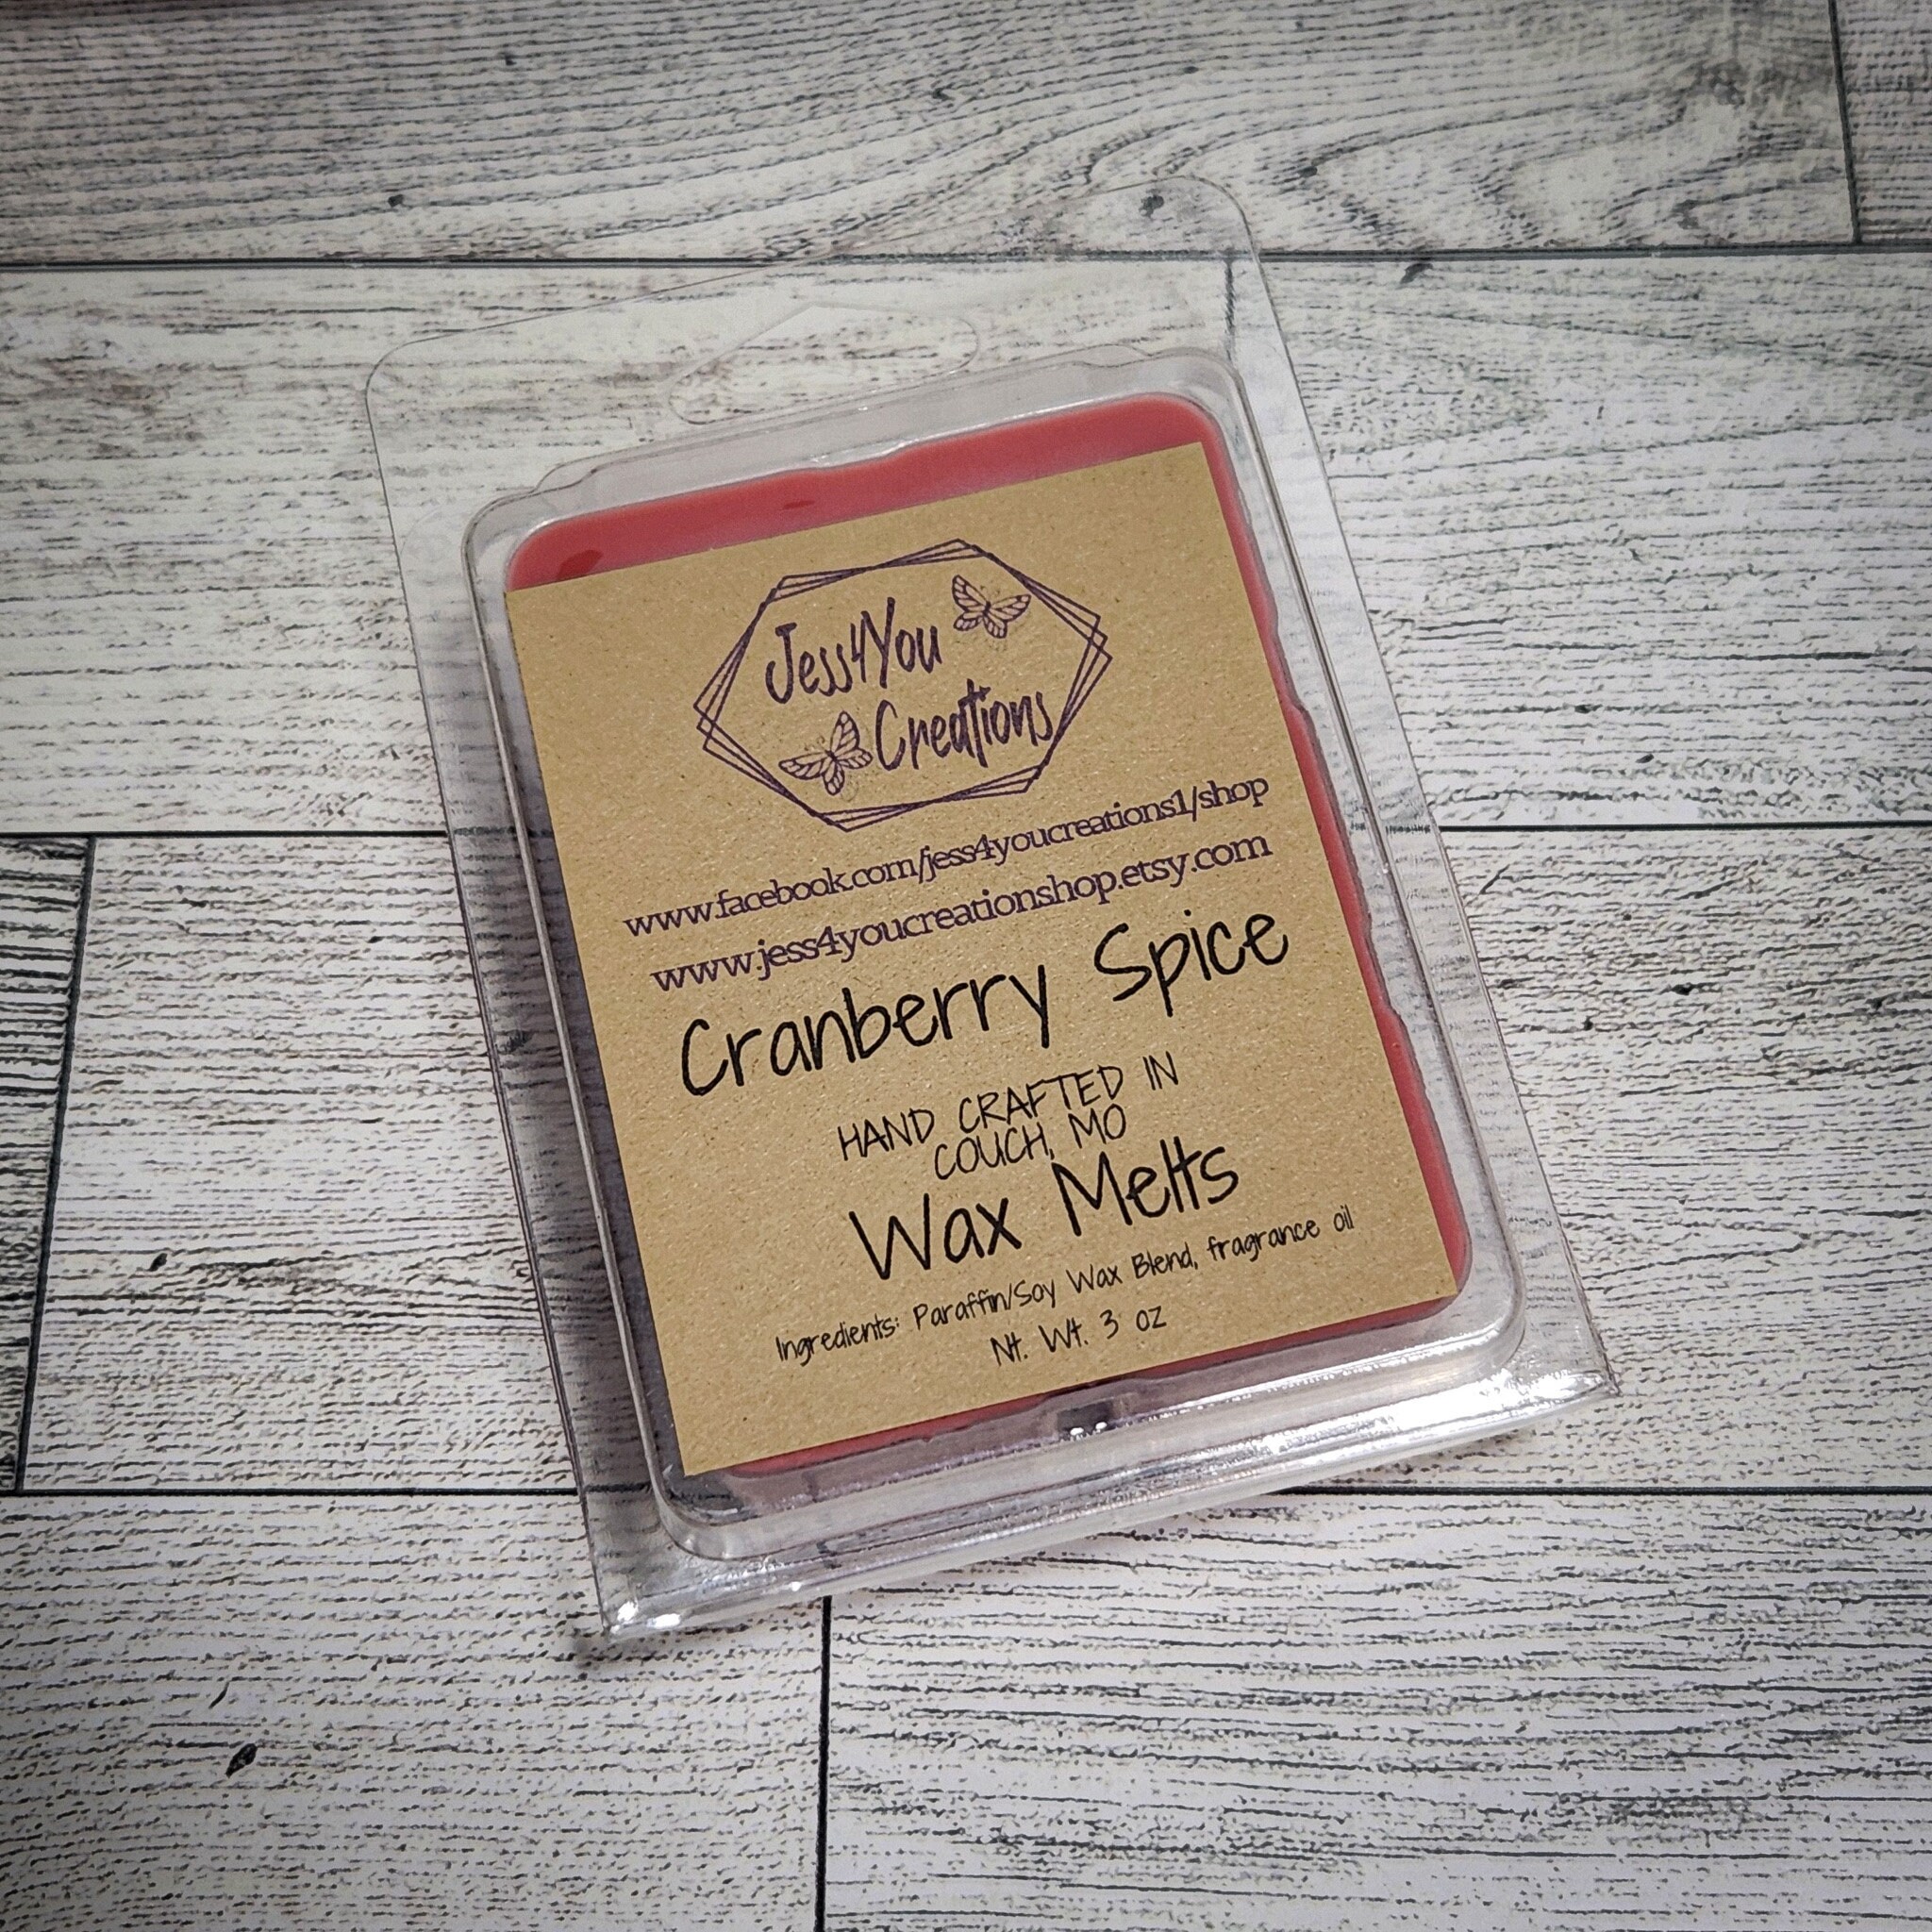 Jess4You
Creations
www.facebook.com/jess4youcreations1/shop
www.jess4youcreationshop.etsy.com
Cranberry Spice
HAND CRAFTED IN
COUCH, MO
Wax Melts
Ingredients: Paraffin/Soy Wax Blend, fragrance oil
Nt. Wt. 3 oz